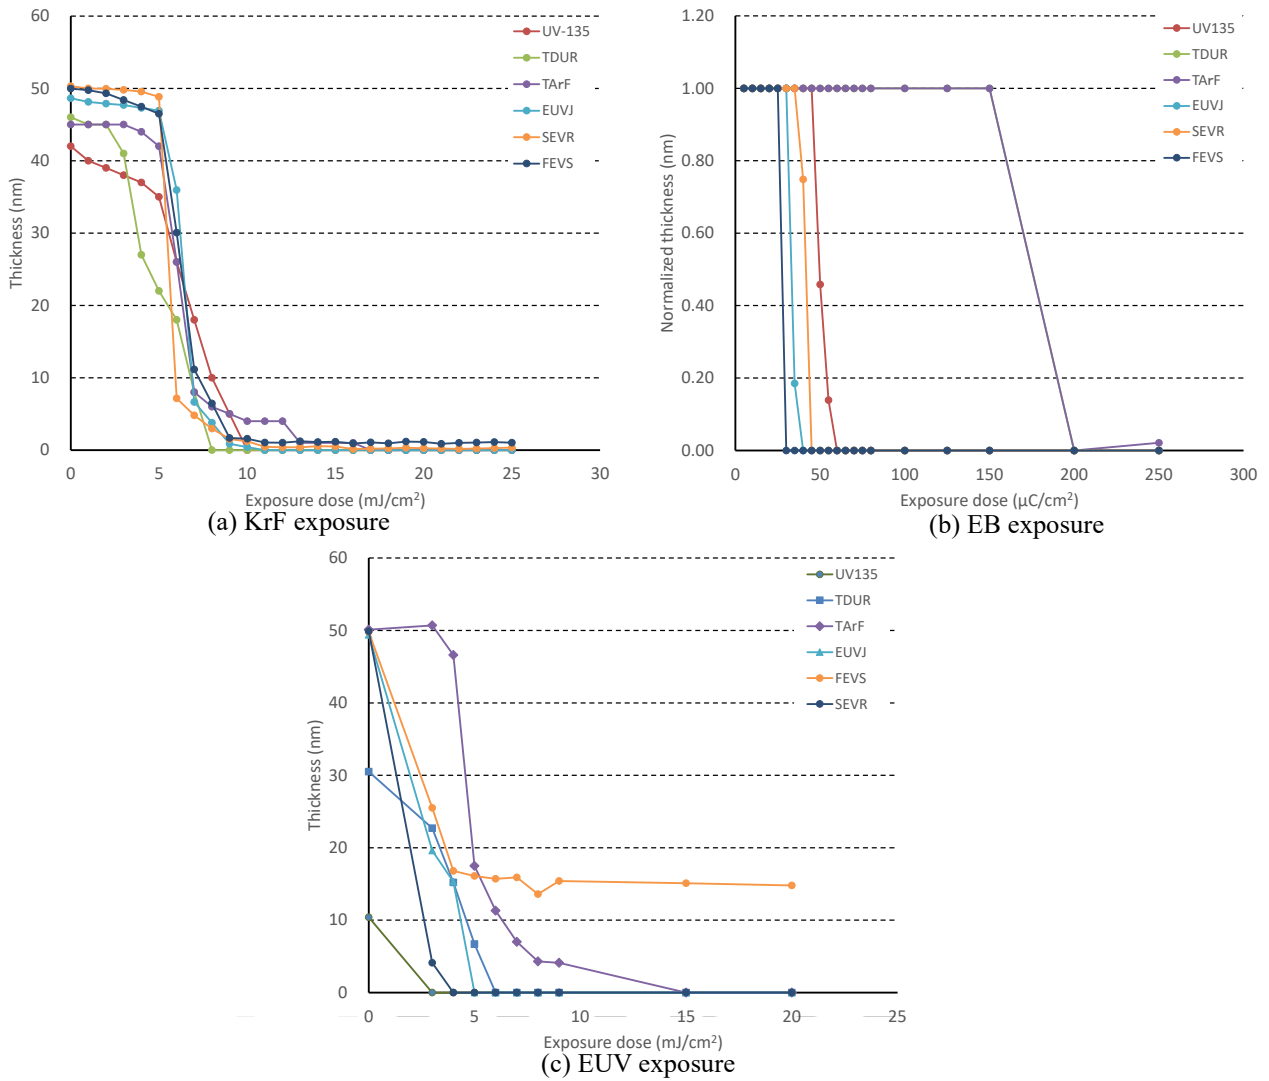 60
50
40
30
20
10
0
Thickness (nm)
0 5 10 15 20 25 30
Exposure dose (mJ/cm²)
UV-135
TDUR
TArF
EUVJ
SEVR
FEVS
(a) KrF exposure
1.20
1.00
0.80
0.60
0.40
0.20
0.00
Normalized thickness (nm)
0 50 100 150 200 250 300
Exposure dose (µC/cm²)
UV135
TDUR
TArF
EUVJ
SEVR
FEVS
(b) EB exposure
60
50
40
30
20
10
0
Thickness (nm)
0 5 10 15 20 25
Exposure dose (mJ/cm²)
UV135
TDUR
TArF
EUVJ
FEVS
SEVR
(c) EUV exposure